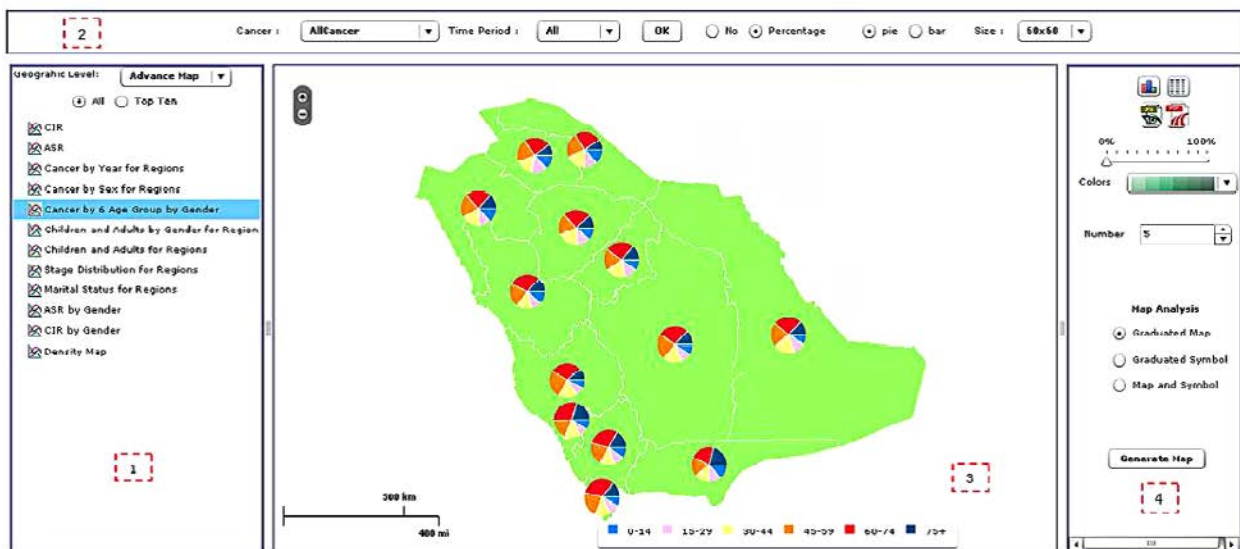 2
Cancer : AllCancer Time Period : All OK No Percentage pie bar Size : 60x60
Geograhic Level: Advance Map
All Top Ten
CIR
ASR
Cancer by Year for Regions
Cancer by Sex for Regions
Cancer by 6 Age Group by Gender
Children and Adults by Gender for Region
Children and Adults for Regions
Stage Distribution for Regions
Marital Status for Regions
ASR by Gender
CIR by Gender
Density Map
1
300 km
400 mi
3
0-14 15-29 30-44 45-59 60-74 75+
0% 100%
Colors
Number 5
Map Analysis
Graduated Map
Graduated Symbol
Map and Symbol
Generate Map
4